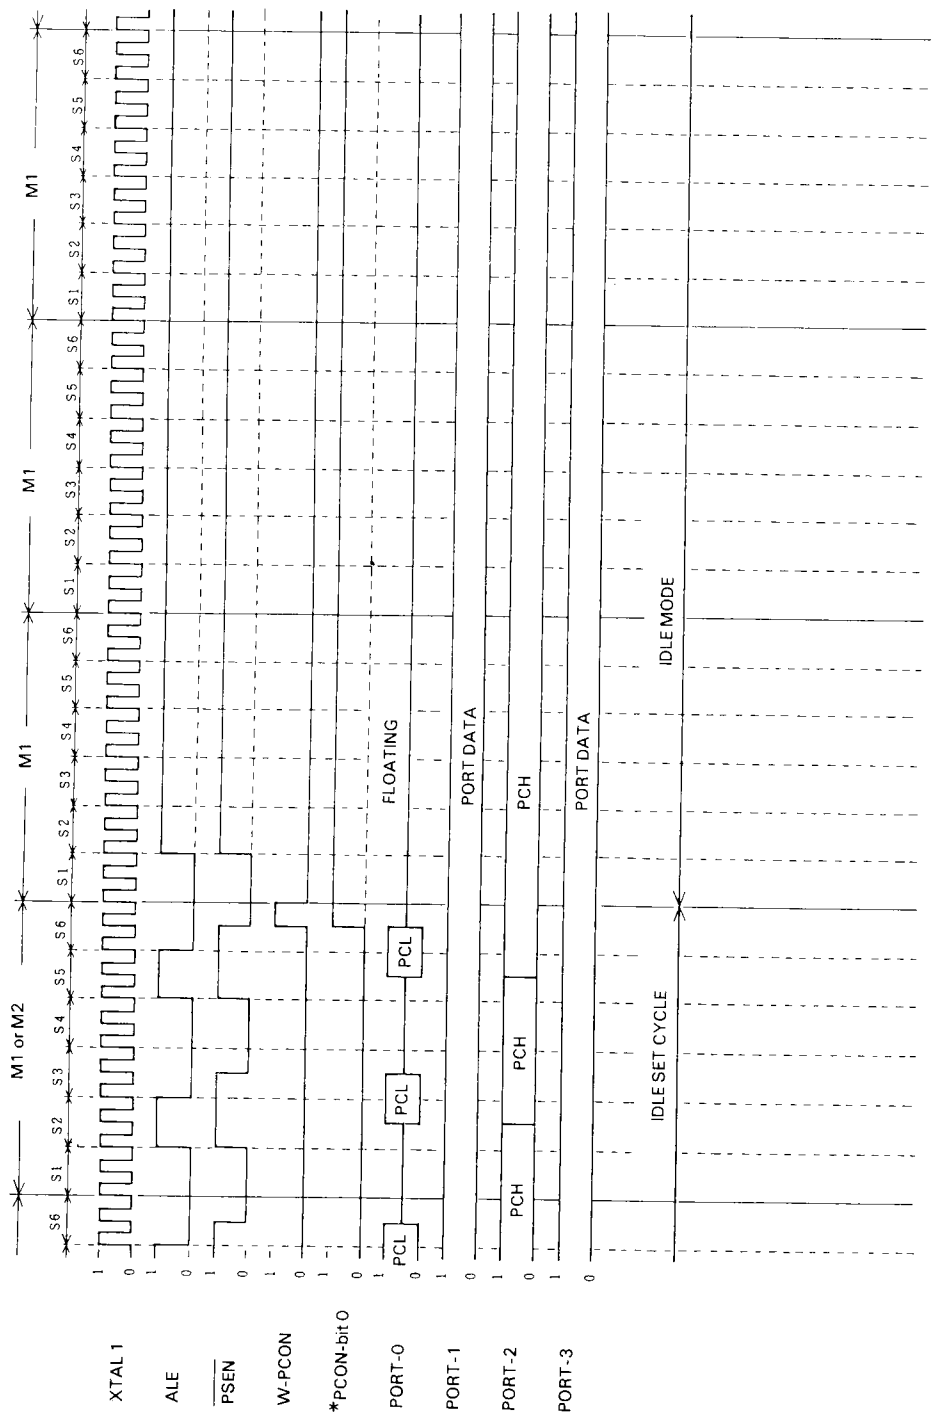 M1 or M2 M1 M1 M1
S6 S1 S2 S3 S4 S5 S6 S1 S2 S3 S4 S5 S6 S1 S2 S3 S4 S5 S6 S1 S2 S3 S4 S5 S6
XTAL 1 1 0
ALE 1 0
PSEN 1 0
W-PCON 1 0
*PCON-bit 0 1 0
PORT-0 1 0 PCL PCL PCL FLOATING
PORT-1 1 0 PORT DATA
PORT-2 1 0 PCH PCH PCH
PORT-3 1 0 PORT DATA
IDLE SET CYCLE IDLE MODE